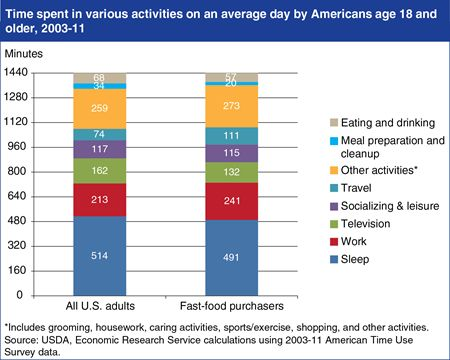 Time spent in various activities on an average day by Americans age 18 and
older, 2003-11
Minutes
1440
1280
1120
960
800
640
480
320
160
0
68
34
259
74
117
162
213
514
57
20
273
111
115
132
241
491
All U.S. adults
Fast-food purchasers
Eating and drinking
Meal preparation and
cleanup
Other activities*
Travel
Socializing & leisure
Television
Work
Sleep
*Includes grooming, housework, caring activities, sports/exercise, shopping, and other activities.
Source: USDA, Economic Research Service calculations using 2003-11 American Time Use
Survey data.